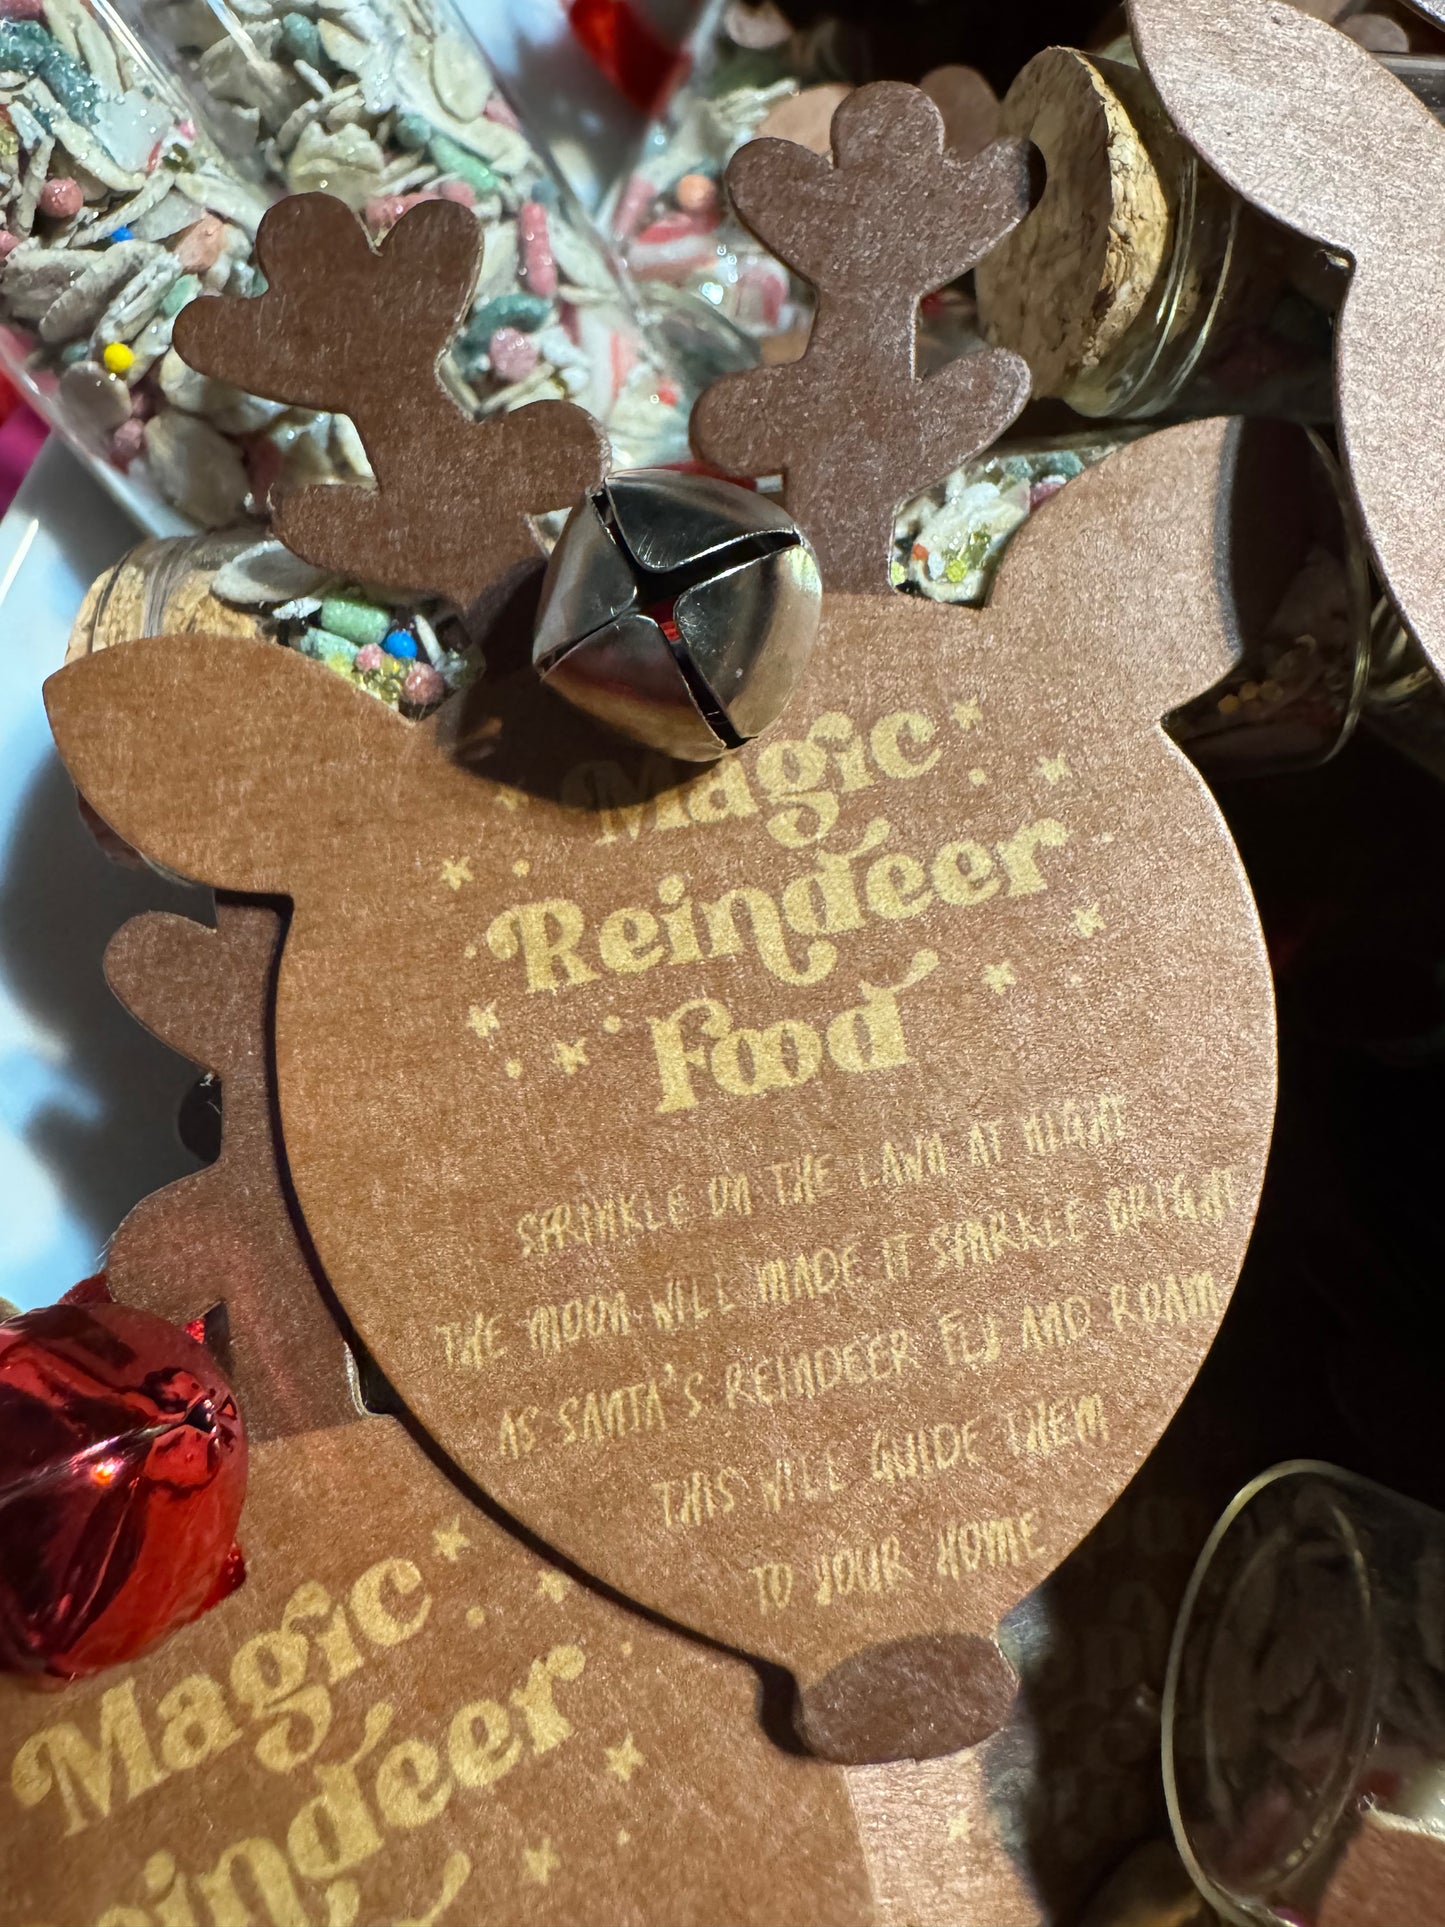 Magic
Reindeer
Food
SPRINKLE ON THE LAWN AT NIGHT
THE MOON WILL MADE IT SPARKLE BRIGHT
AS SANTA'S REINDEER FLY AND ROAM
THIS WILL GUIDE THEM
TO YOUR HOME
Magic
Reindeer